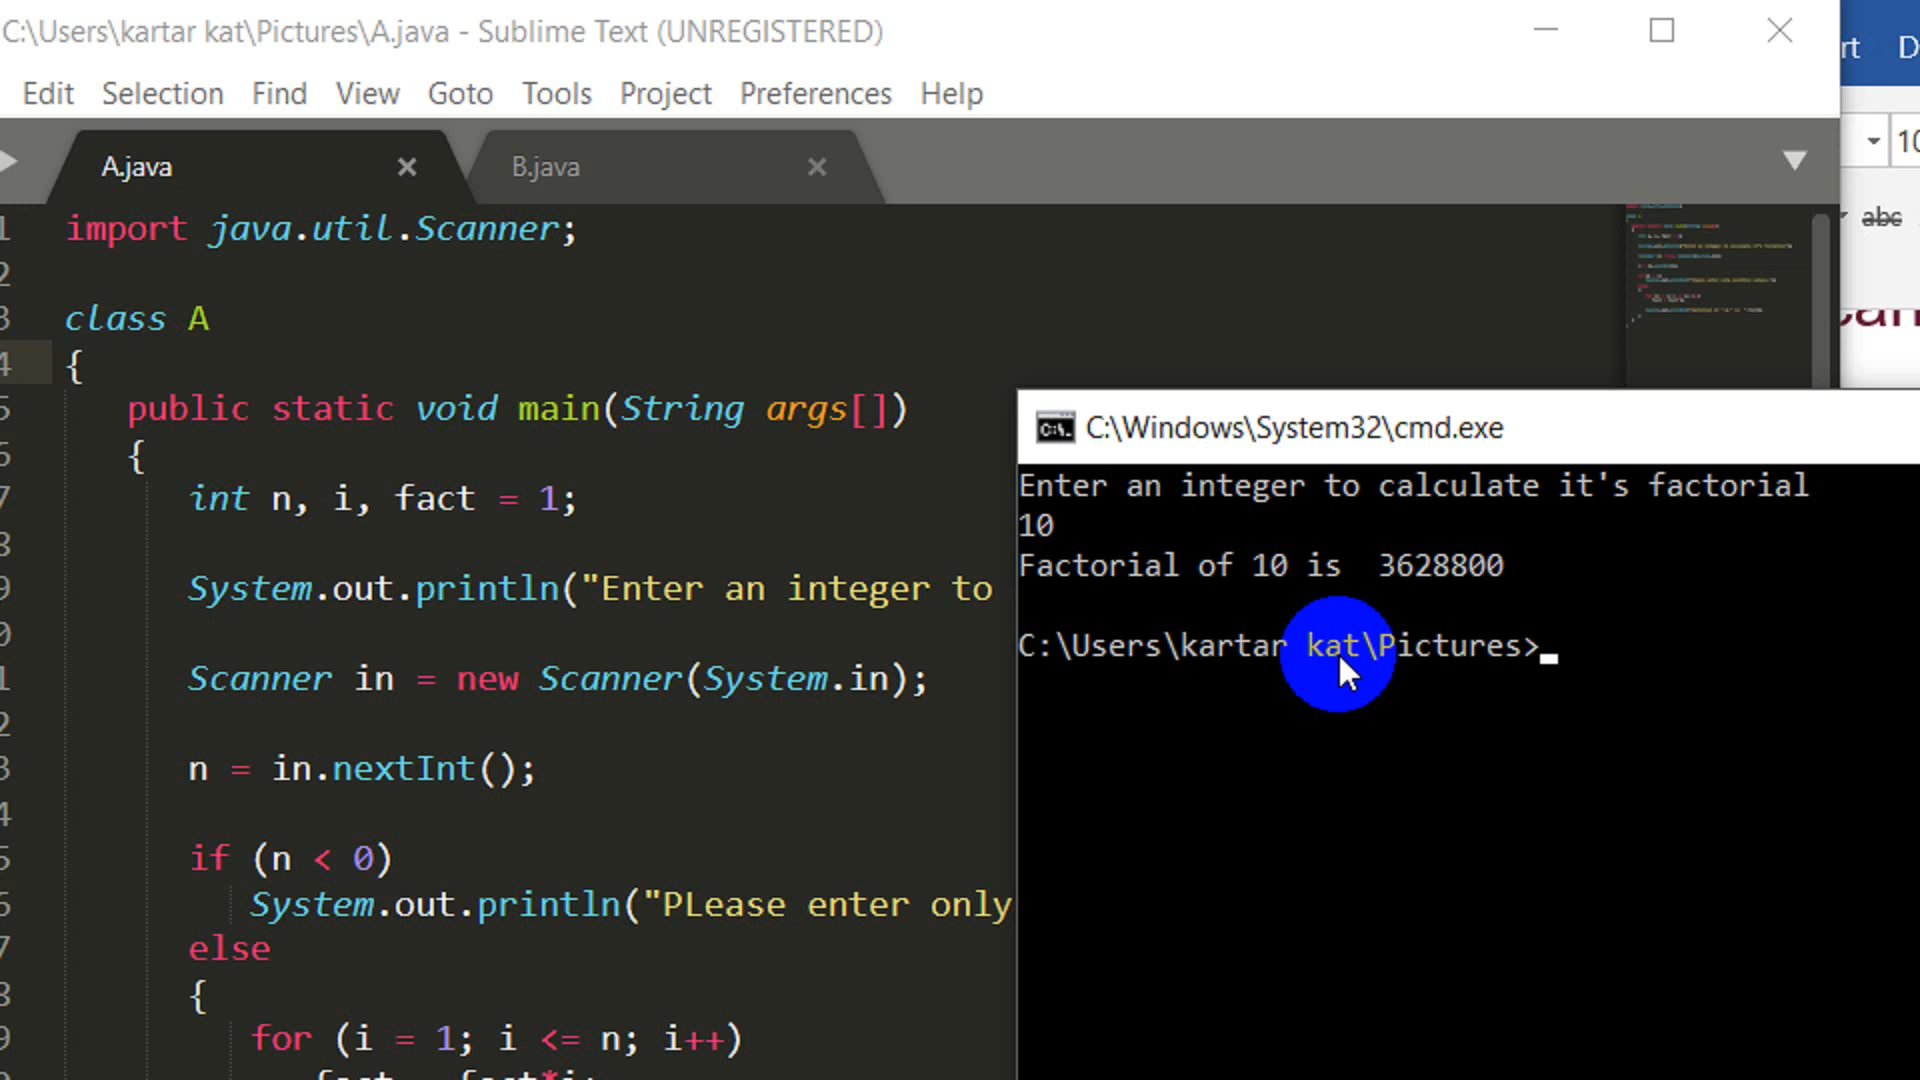 C:\Users\kartar kat\Pictures\A.java - Sublime Text (UNREGISTERED)
Edit Selection Find View Goto Tools Project Preferences Help
A.java B.java
import java.util.Scanner;
class A
{
public static void main(String args[])
{
int n, i, fact = 1;
System.out.println("Enter an integer to
Scanner in = new Scanner(System.in);
n = in.nextInt();
if (n < 0)
System.out.println("PLease enter only
else
{
for (i = 1; i <= n; i++)
C:\Windows\System32\cmd.exe
Enter an integer to calculate it's factorial
10
Factorial of 10 is  3628800
C:\Users\kartar kat\Pictures>
rt D
10
abc